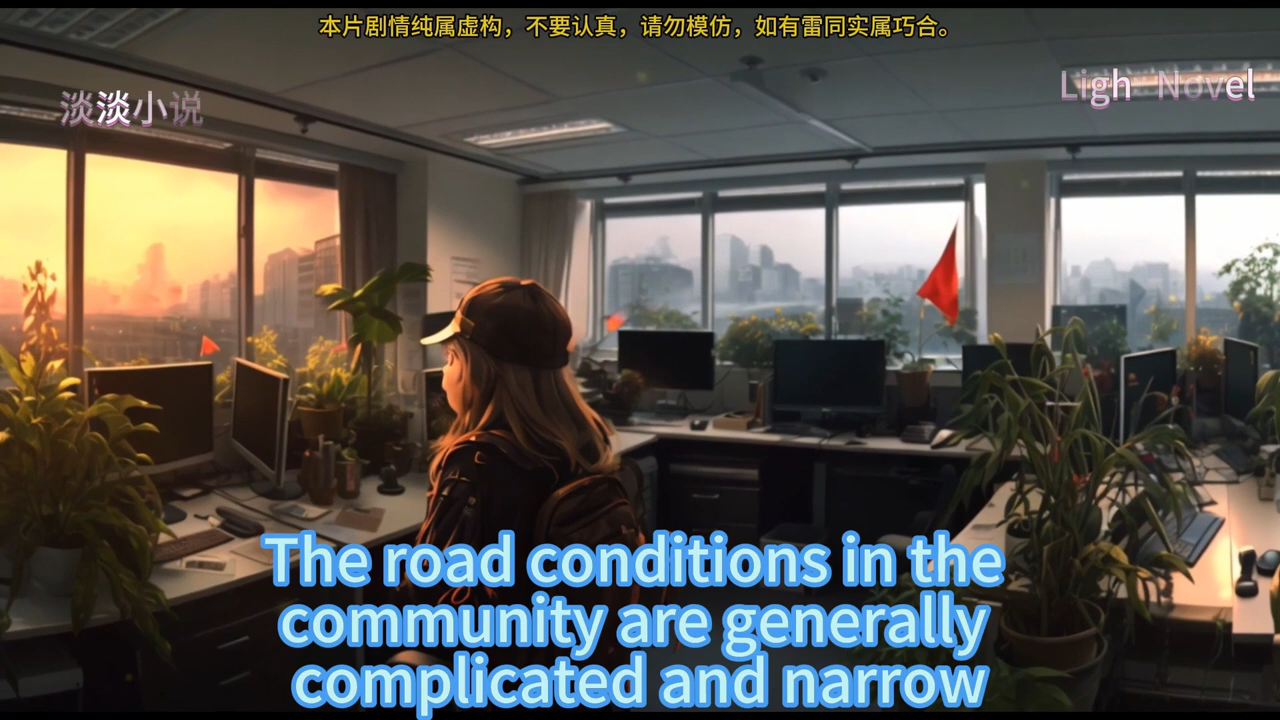 本片剧情纯属虚构，不要认真，请勿模仿，如有雷同实属巧合。
淡淡小说
Ligh Novel
The road conditions in the
community are generally
complicated and narrow